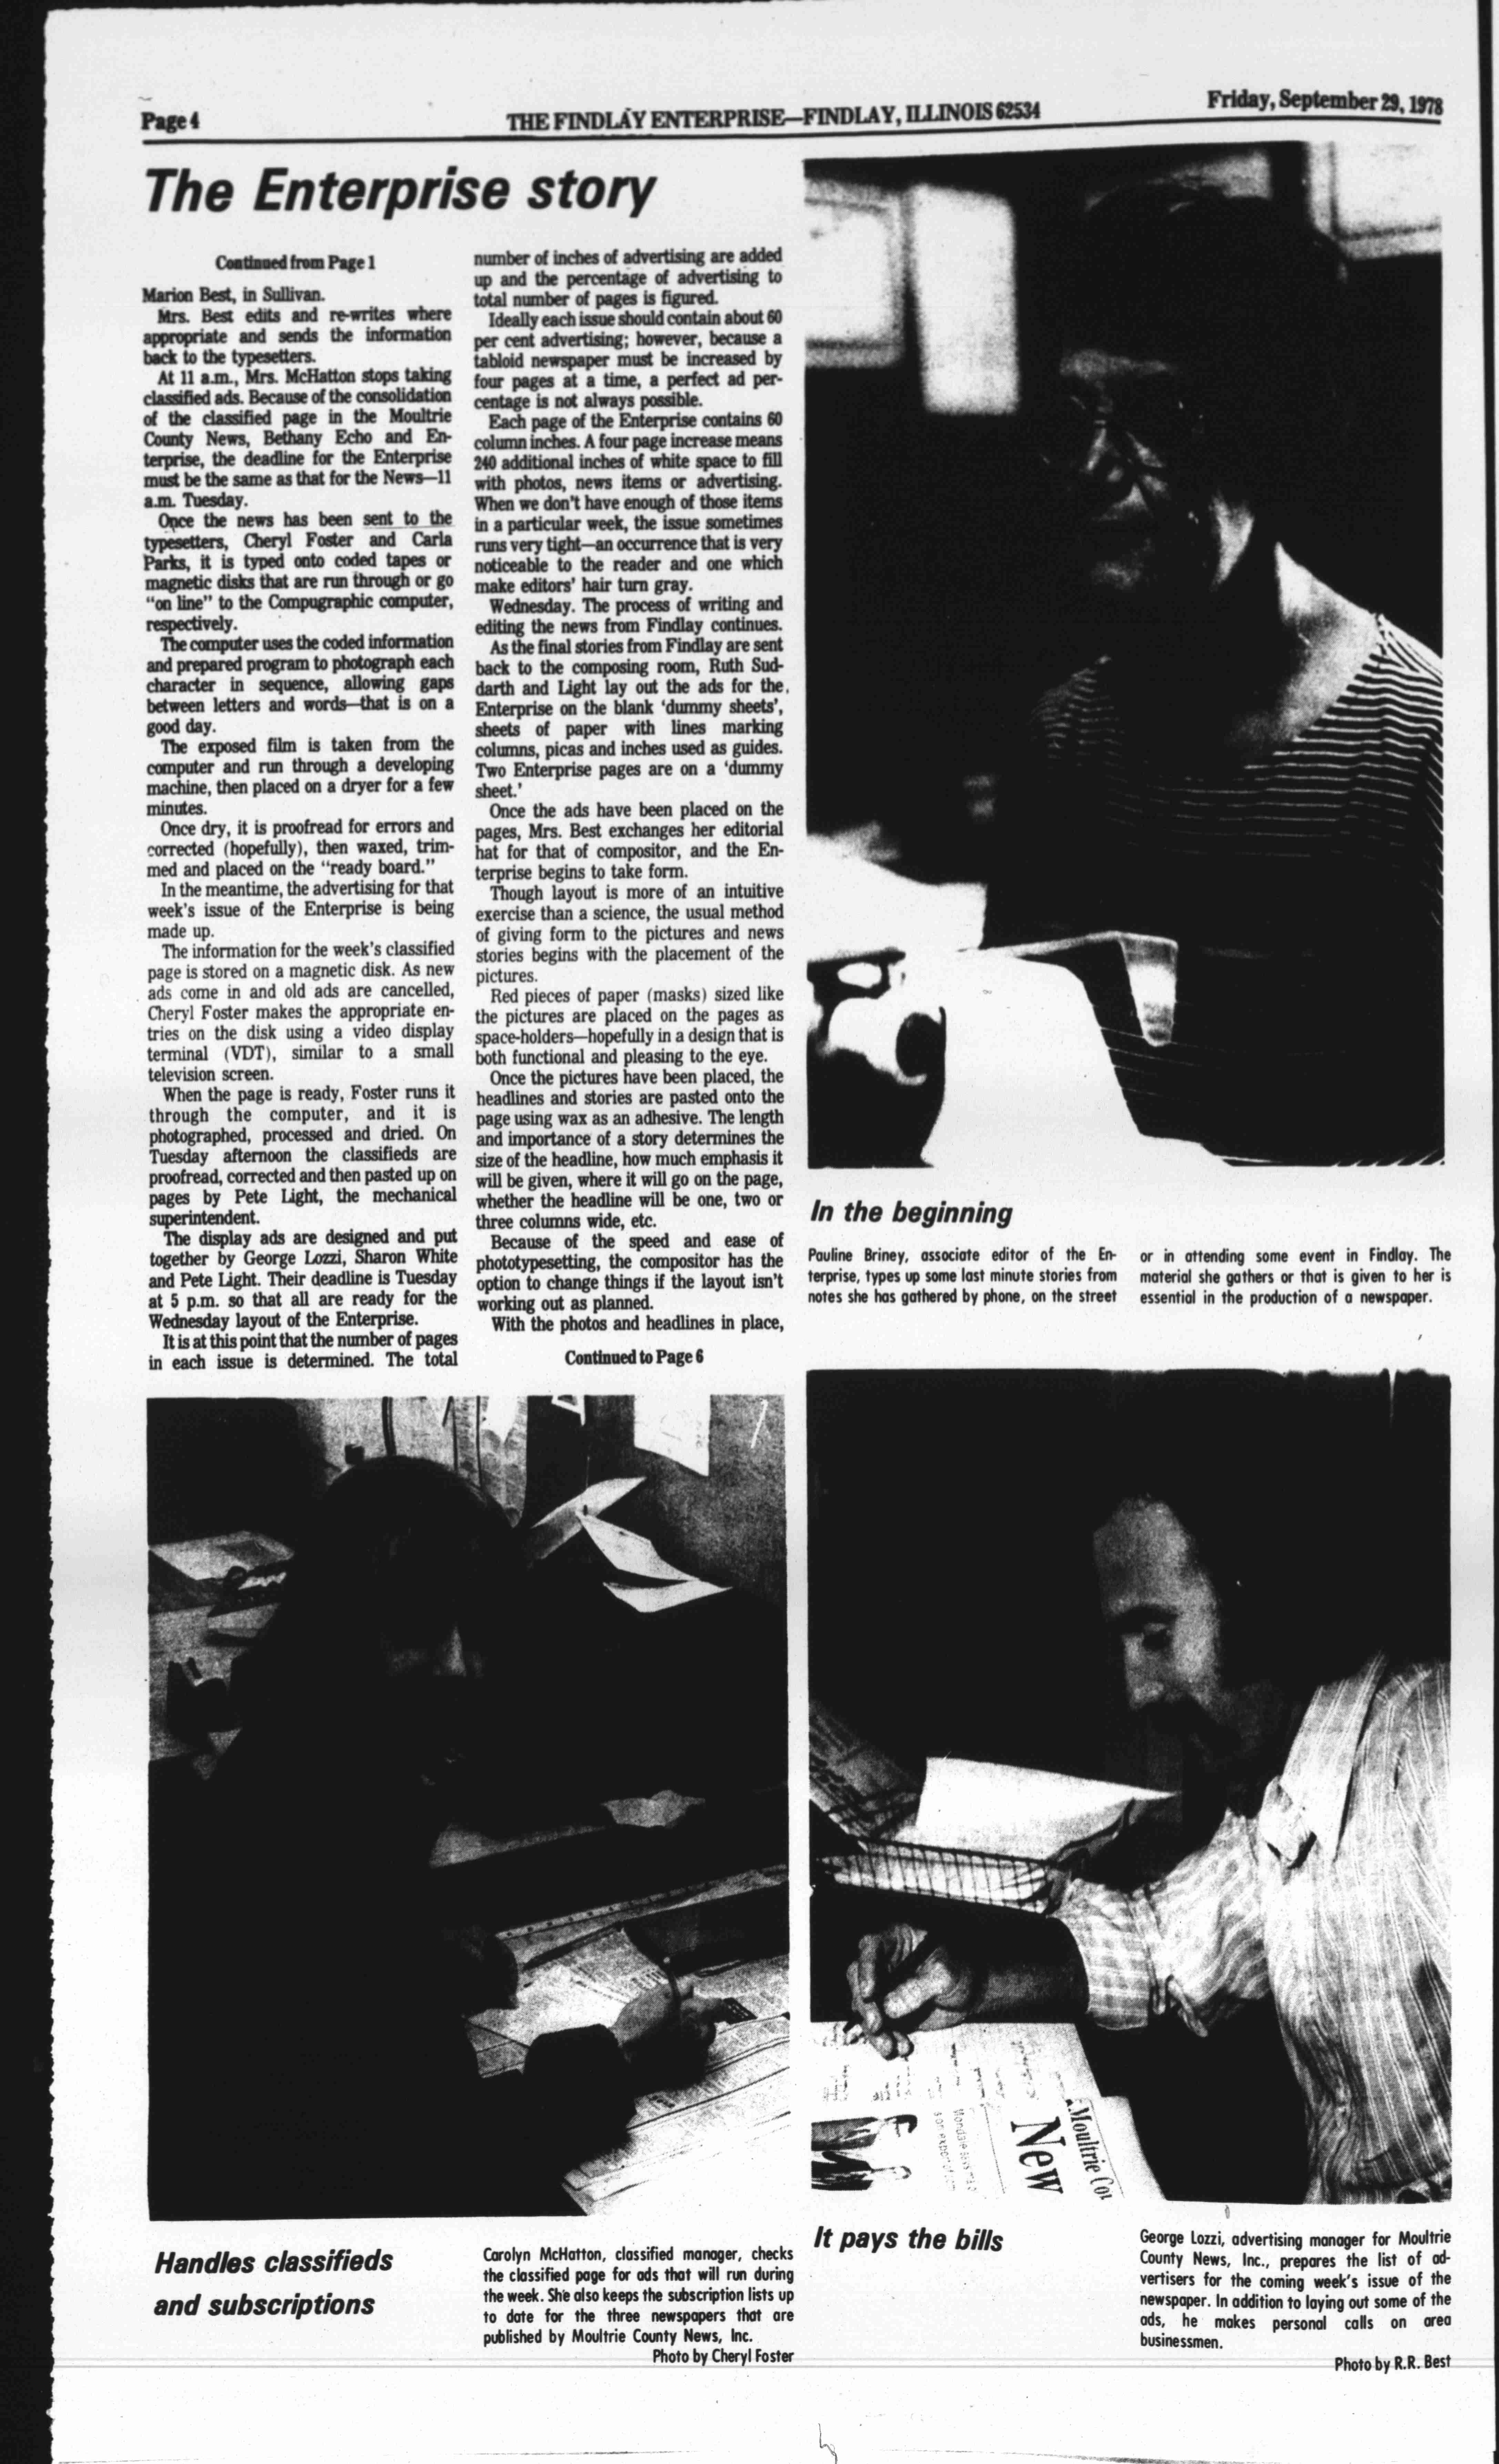 Page 4
THE FINDLAY ENTERPRISE—FINDLAY, ILLINOIS 62534
Friday, September 29, 1978
The Enterprise story
Continued from Page 1
Marion Best, in Sullivan.
Mrs. Best edits and re-writes where
appropriate and sends the information
back to the typesetters.
At 11 a.m., Mrs. McHatton stops taking
classified ads. Because of the consolidation
of the classified page in the Moultrie
County News, Bethany Echo and En-
terprise, the deadline for the Enterprise
must be the same as that for the News—11
a.m. Tuesday.
Once the news has been sent to the
typesetters, Cheryl Foster and Carla
Parks, it is typed onto coded tapes or
magnetic disks that are run through or go
"on line" to the Compugraphic computer,
respectively.
The computer uses the coded information
and prepared program to photograph each
character in sequence, allowing gaps
between letters and words—that is on a
good day.
The exposed film is taken from the
computer and run through a developing
machine, then placed on a dryer for a few
minutes.
Once dry, it is proofread for errors and
corrected (hopefully), then waxed, trim-
med and placed on the "ready board."
In the meantime, the advertising for that
week's issue of the Enterprise is being
made up.
The information for the week's classified
page is stored on a magnetic disk. As new
ads come in and old ads are cancelled,
Cheryl Foster makes the appropriate en-
tries on the disk using a video display
terminal (VDT), similar to a small
television screen.
When the page is ready, Foster runs it
through the computer, and it is
photographed, processed and dried. On
Tuesday afternoon the classifieds are
proofread, corrected and then pasted up on
pages by Pete Light, the mechanical
superintendent.
The display ads are designed and put
together by George Lozzi, Sharon White
and Pete Light. Their deadline is Tuesday
at 5 p.m. so that all are ready for the
Wednesday layout of the Enterprise.
It is at this point that the number of pages
in each issue is determined. The total
number of inches of advertising are added
up and the percentage of advertising to
total number of pages is figured.
Ideally each issue should contain about 60
per cent advertising; however, because a
tabloid newspaper must be increased by
four pages at a time, a perfect ad per-
centage is not always possible.
Each page of the Enterprise contains 60
column inches. A four page increase means
240 additional inches of white space to fill
with photos, news items or advertising.
When we don't have enough of those items
in a particular week, the issue sometimes
runs very tight—an occurrence that is very
noticeable to the reader and one which
make editors' hair turn gray.
Wednesday. The process of writing and
editing the news from Findlay continues.
As the final stories from Findlay are sent
back to the composing room, Ruth Sud-
darth and Light lay out the ads for the
Enterprise on the blank 'dummy sheets',
sheets of paper with lines marking
columns, picas and inches used as guides.
Two Enterprise pages are on a 'dummy
sheet.'
Once the ads have been placed on the
pages, Mrs. Best exchanges her editorial
hat for that of compositor, and the En-
terprise begins to take form.
Though layout is more of an intuitive
exercise than a science, the usual method
of giving form to the pictures and news
stories begins with the placement of the
pictures.
Red pieces of paper (masks) sized like
the pictures are placed on the pages as
space-holders—hopefully in a design that is
both functional and pleasing to the eye.
Once the pictures have been placed, the
headlines and stories are pasted onto the
page using wax as an adhesive. The length
and importance of a story determines the
size of the headline, how much emphasis it
will be given, where it will go on the page,
whether the headline will be one, two or
three columns wide, etc.
Because of the speed and ease of
phototypesetting, the compositor has the
option to change things if the layout isn't
working out as planned.
With the photos and headlines in place,
Continued to Page 6
In the beginning
Pauline Briney, associate editor of the En-
terprise, types up some last minute stories from
notes she has gathered by phone, on the street
or in attending some event in Findlay. The
material she gathers or that is given to her is
essential in the production of a newspaper.
Moultrie Cou
New
Handles classifieds
and subscriptions
Carolyn McHatton, classified manager, checks
the classified page for ads that will run during
the week. She also keeps the subscription lists up
to date for the three newspapers that are
published by Moultrie County News, Inc.
Photo by Cheryl Foster
It pays the bills
George Lozzi, advertising manager for Moultrie
County News, Inc., prepares the list of ad-
vertisers for the coming week's issue of the
newspaper. In addition to laying out some of the
ads, he makes personal calls on area
businessmen.
Photo by R.R. Best